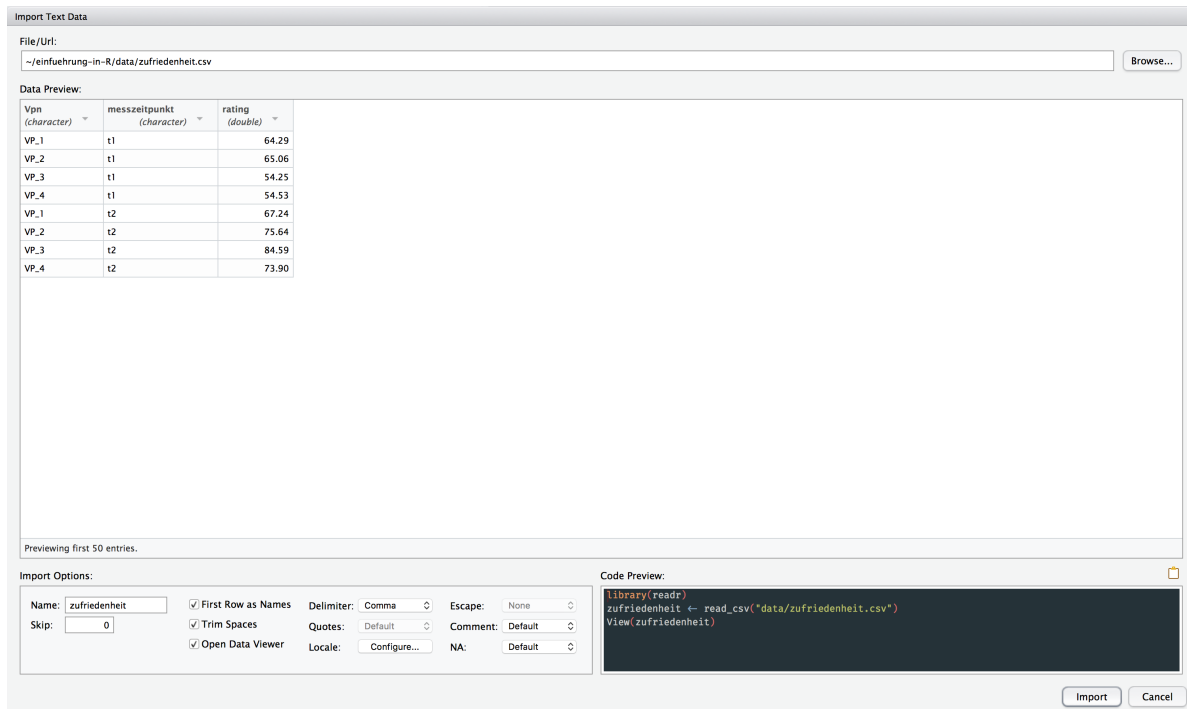 Import Text Data
File/Url:
~/einfuehrung-in-R/data/zufriedenheit.csv
Browse...
Data Preview:
Vpn messzeitpunkt rating
(character) (character) (double)
VP_1 t1 64.29
VP_2 t1 65.06
VP_3 t1 54.25
VP_4 t1 54.53
VP_1 t2 67.24
VP_2 t2 75.64
VP_3 t2 84.59
VP_4 t2 73.90
Previewing first 50 entries.
Import Options:
Name: zufriedenheit
Skip: 0
First Row as Names
Trim Spaces
Open Data Viewer
Delimiter: Comma
Quotes: Default
Locale: Configure...
Escape: None
Comment: Default
NA: Default
Code Preview:
library(readr)
zufriedenheit ← read_csv("data/zufriedenheit.csv")
View(zufriedenheit)
Import Cancel